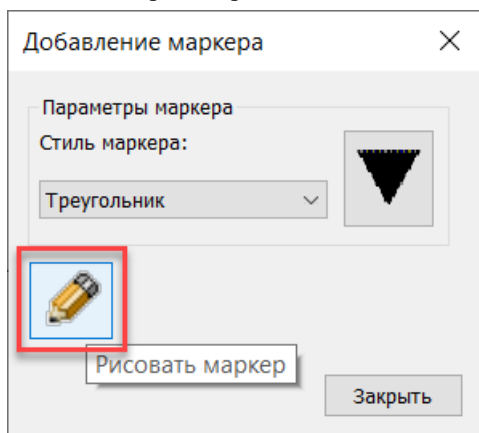 Добавление маркера
Параметры маркера
Стиль маркера:
Треугольник
Рисовать маркер
Закрыть